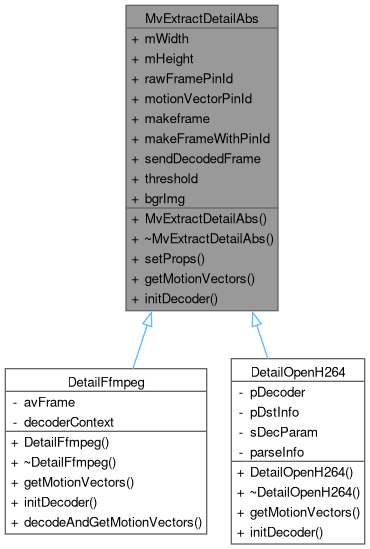 MvExtractDetailAbs
+ mWidth
+ mHeight
+ rawFramePinId
+ motionVectorPinId
+ makeframe
+ makeFrameWithPinId
+ sendDecodedFrame
+ threshold
+ bgrImg
+ MvExtractDetailAbs()
+ ~MvExtractDetailAbs()
+ setProps()
+ getMotionVectors()
+ initDecoder()
DetailFfmpeg
- avFrame
- decoderContext
+ DetailFfmpeg()
+ ~DetailFfmpeg()
+ getMotionVectors()
+ initDecoder()
+ decodeAndGetMotionVectors()
DetailOpenH264
- pDecoder
- pDstInfo
- sDecParam
- parseInfo
+ DetailOpenH264()
+ ~DetailOpenH264()
+ getMotionVectors()
+ initDecoder()